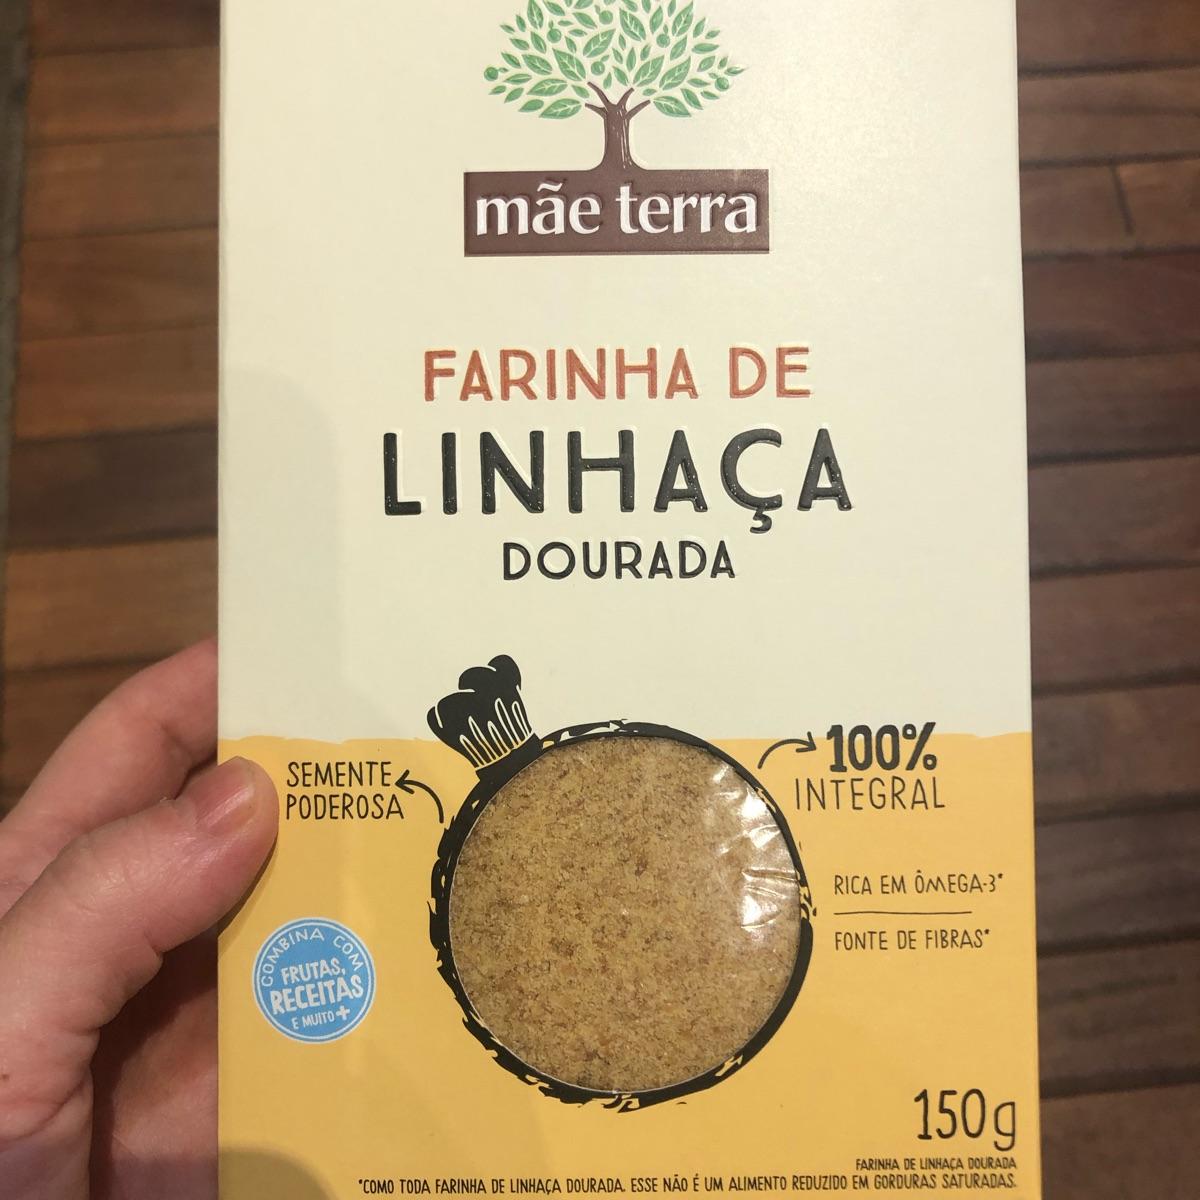 mãe terra
FARINHA DE
LINHAÇA
DOURADA
SEMENTE
PODEROSA
100%
INTEGRAL
RICA EM ÔMEGA-3*
FONTE DE FIBRAS*
COMBINA COM
FRUTAS,
RECEITAS
E MUITO +
150g
FARINHA DE LINHAÇA DOURADA
*COMO TODA FARINHA DE LINHAÇA DOURADA. ESSE NÃO É UM ALIMENTO REDUZIDO EM GORDURAS SATURADAS.